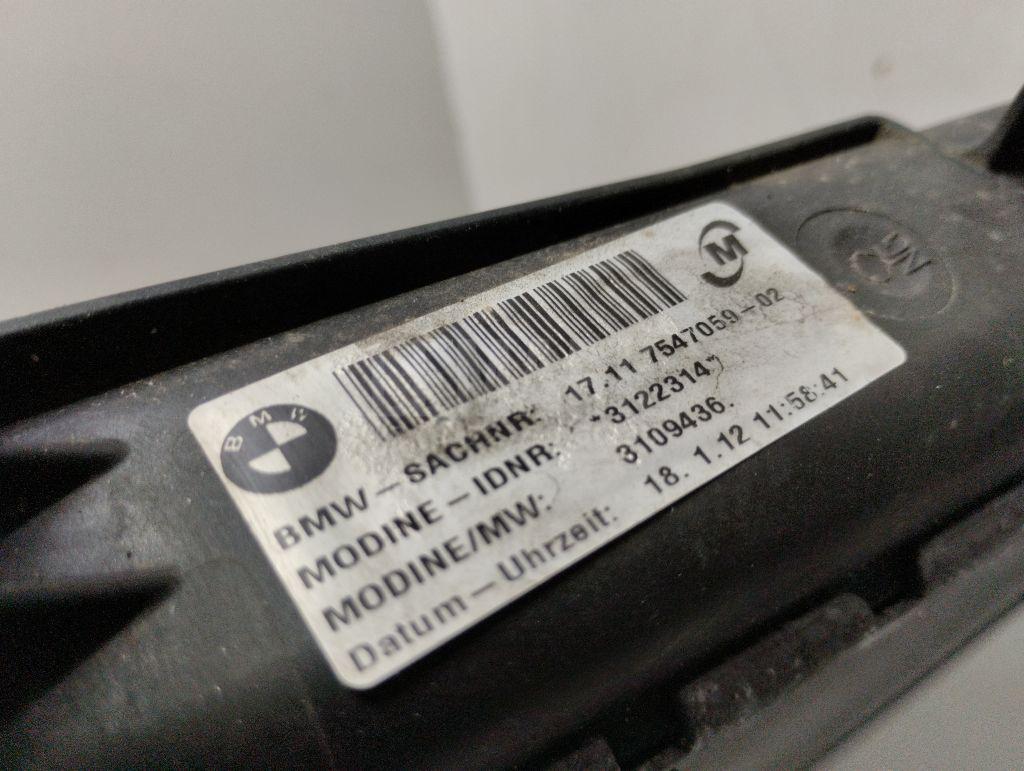 M
BMW
BMW-SACHNR: 17.11 7547059-02
MODINE-IDNR: *3122314*
MODINE/MW: 3109436.
Datum-Uhrzeit: 18. 1.12 11:58:41